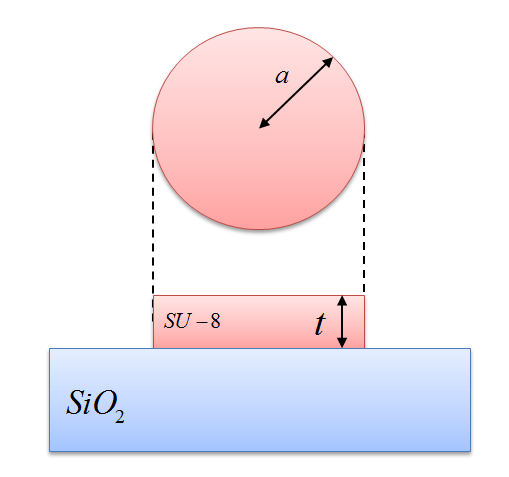 a
SU – 8
t
SiO₂